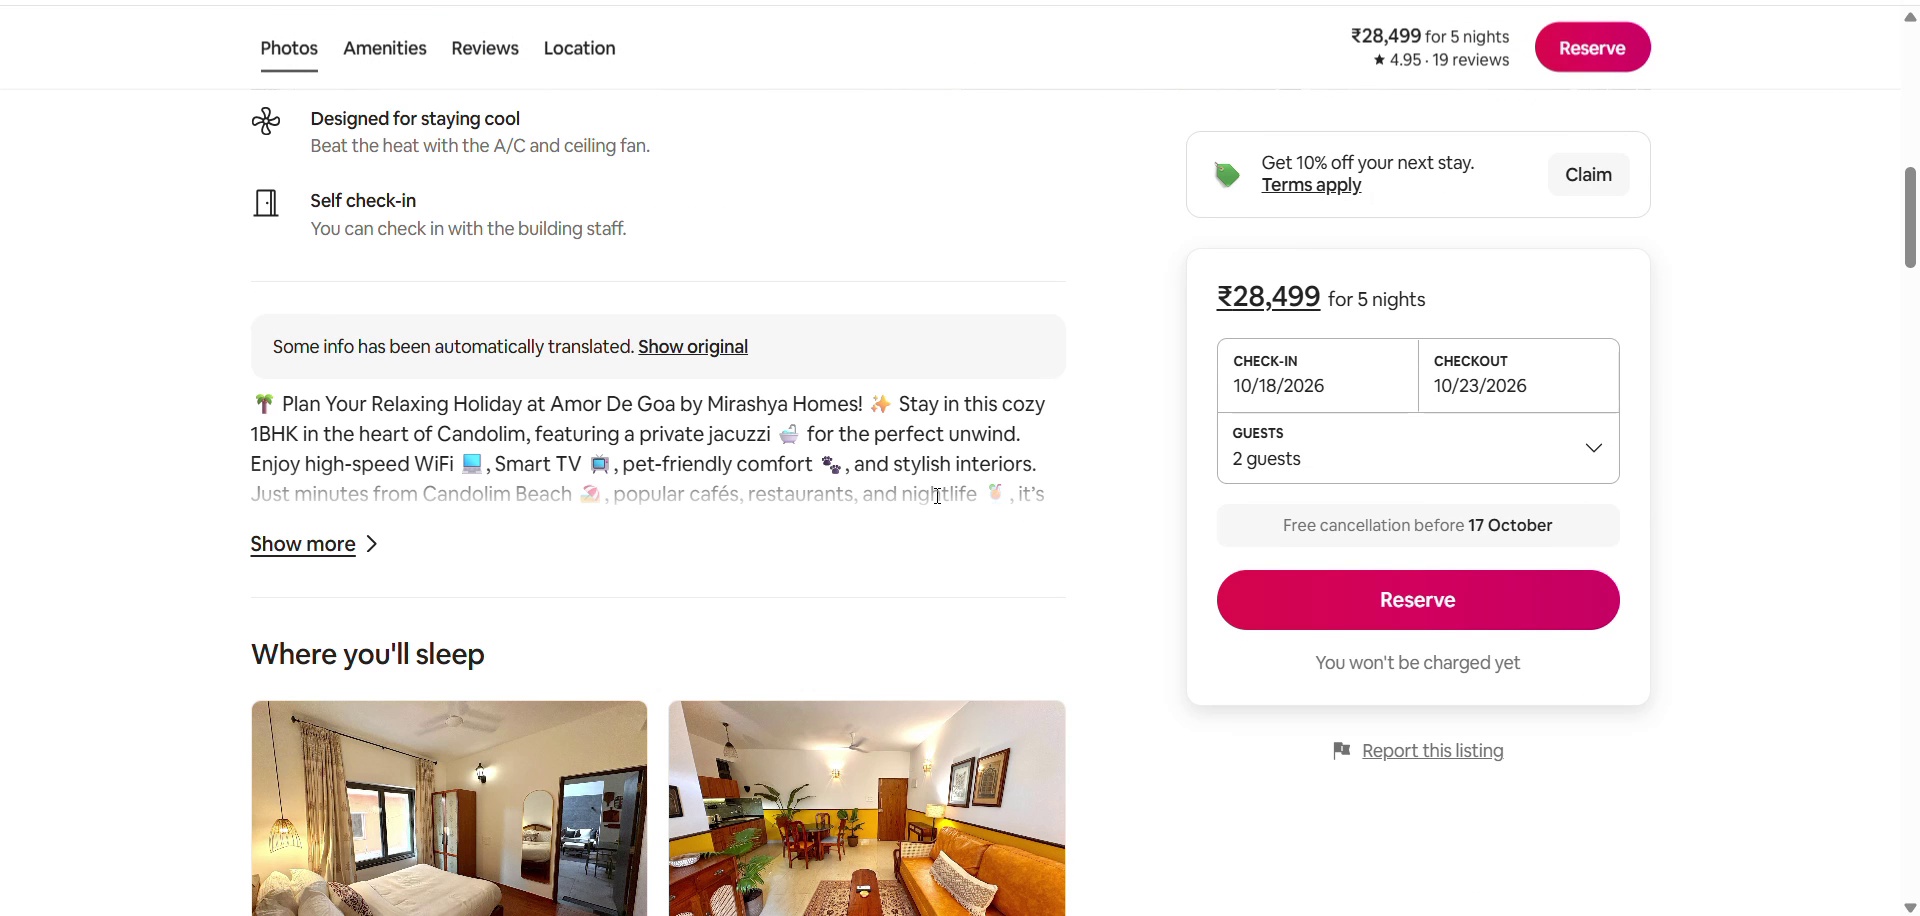 Photos Amenities Reviews Location
₹28,499 for 5 nights
★ 4.95 · 19 reviews
Reserve
Designed for staying cool
Beat the heat with the A/C and ceiling fan.
Self check-in
You can check in with the building staff.
Some info has been automatically translated. Show original
🌴 Plan Your Relaxing Holiday at Amor De Goa by Mirashya Homes! ✨ Stay in this cozy
1BHK in the heart of Candolim, featuring a private jacuzzi 🛁 for the perfect unwind.
Enjoy high-speed WiFi 💻, Smart TV 📺, pet-friendly comfort 🐾, and stylish interiors.
Just minutes from Candolim Beach 🏖️, popular cafés, restaurants, and nightlife 🍹, it’s
Show more
Where you'll sleep
Get 10% off your next stay.
Terms apply
Claim
₹28,499 for 5 nights
CHECK-IN
10/18/2026
CHECKOUT
10/23/2026
GUESTS
2 guests
Free cancellation before 17 October
Reserve
You won't be charged yet
Report this listing